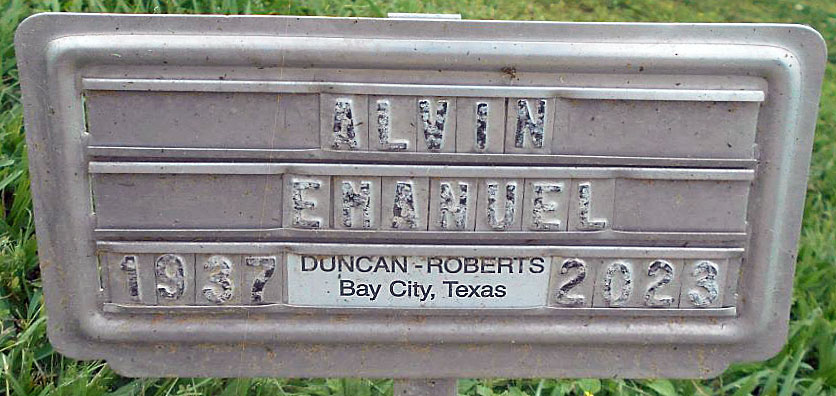 ALVIN
EMANUEL
1937 DUNCAN-ROBERTS 2023
Bay City, Texas